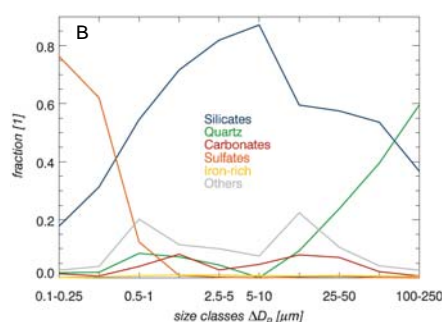 B
fraction [1]
0.8
0.6
0.4
0.2
0.0
Silicates
Quartz
Carbonates
Sulfates
Iron-rich
Others
0.1-0.25 0.5-1 2.5-5 5-10 25-50 100-250
size classes ΔDp [μm]